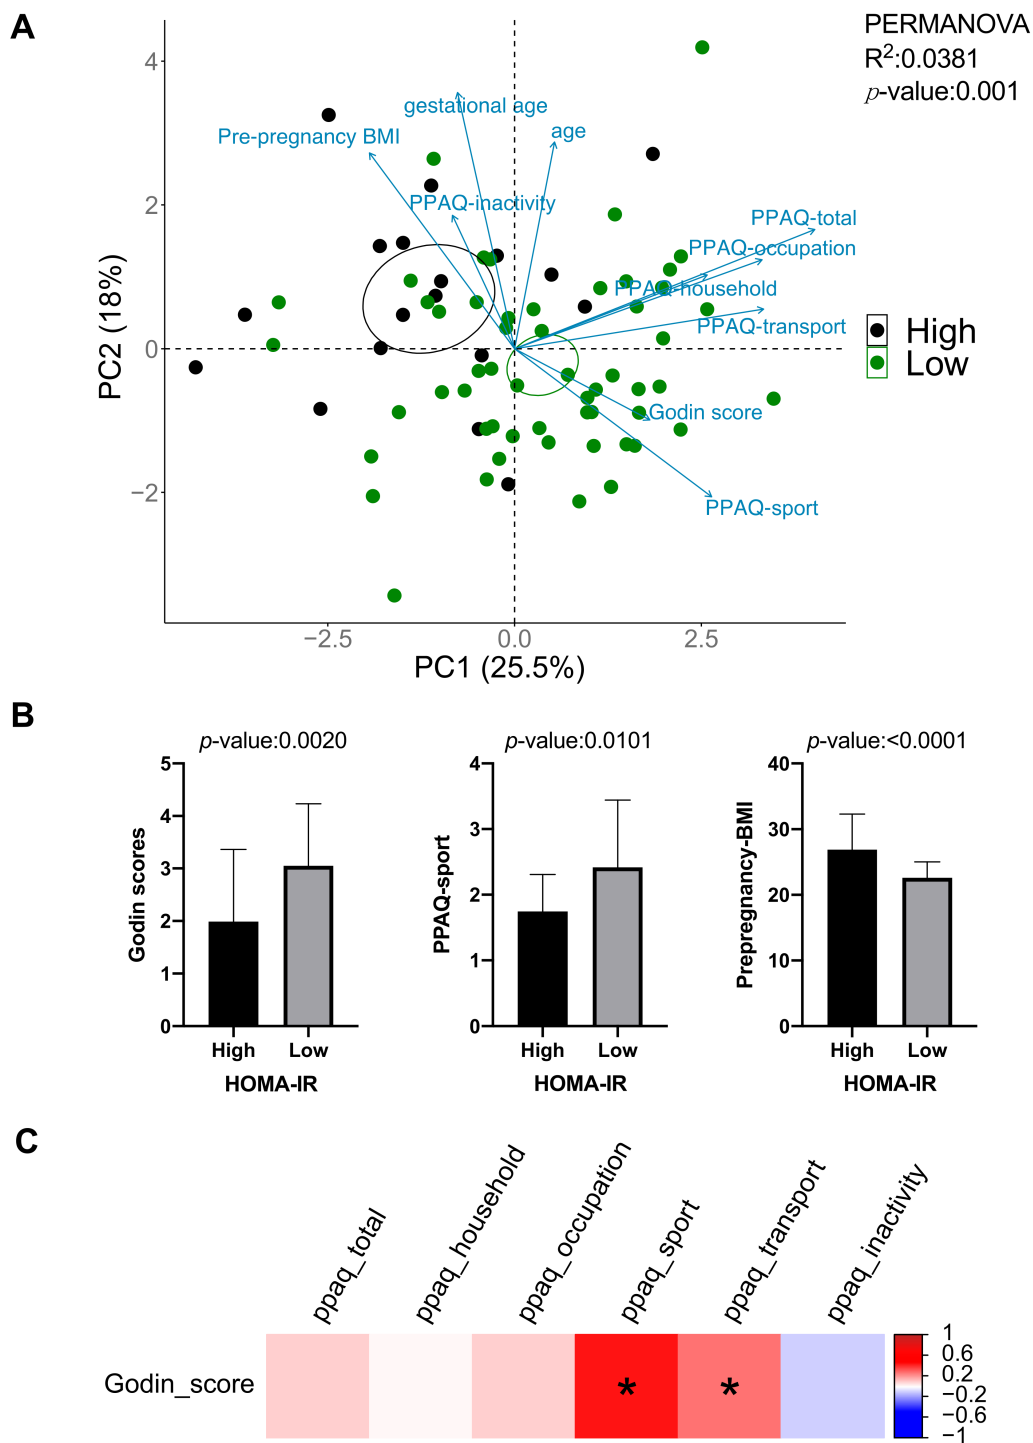 A
PERMANOVA
R²:0.0381
p-value:0.001
4
2
0
−2
PC2 (18%)
gestational age
Pre-pregnancy BMI
age
PPAQ-inactivity
PPAQ-total
PPAQ-occupation
PPAQ-household
PPAQ-transport
Godin score
PPAQ-sport
High
Low
−2.5 0.0 2.5
PC1 (25.5%)
B
p-value:0.0020
5
4
3
2
1
0
Godin scores
High Low
HOMA-IR
p-value:0.0101
4
3
2
1
0
PPAQ-sport
High Low
HOMA-IR
p-value:<0.0001
40
30
20
10
0
Prepregnancy-BMI
High Low
HOMA-IR
C
ppaq_total
ppaq_household
ppaq_occupation
ppaq_sport
ppaq_transport
ppaq_inactivity
Godin_score
* *
1
0.6
0.2
−0.2
−0.6
−1